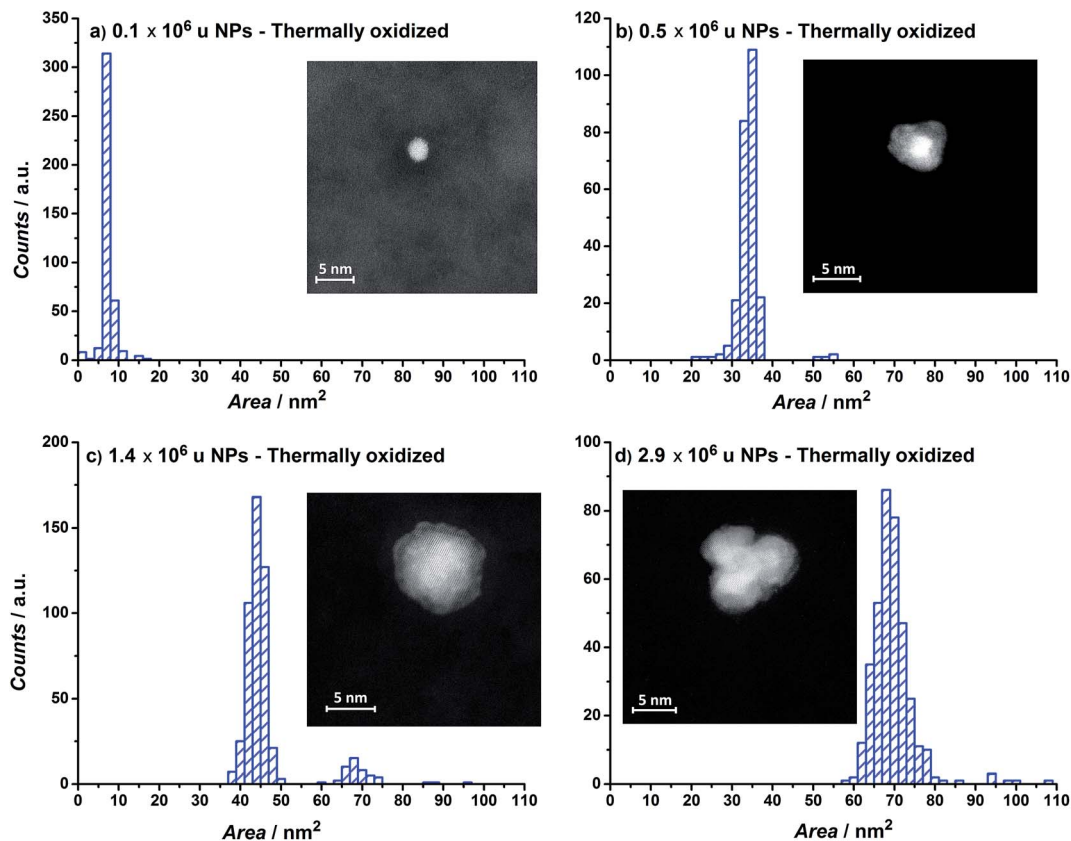 a) 0.1 × 10⁶ u NPs - Thermally oxidized
350
300
250
200
150
100
50
0
Counts / a.u.
5 nm
0 10 20 30 40 50 60 70 80 90 100 110
Area / nm²
b) 0.5 × 10⁶ u NPs - Thermally oxidized
120
100
80
60
40
20
0
5 nm
0 10 20 30 40 50 60 70 80 90 100 110
Area / nm²
c) 1.4 × 10⁶ u NPs - Thermally oxidized
200
150
100
50
0
Counts / a.u.
5 nm
0 10 20 30 40 50 60 70 80 90 100 110
Area / nm²
d) 2.9 × 10⁶ u NPs - Thermally oxidized
100
80
60
40
20
0
5 nm
0 10 20 30 40 50 60 70 80 90 100 110
Area / nm²